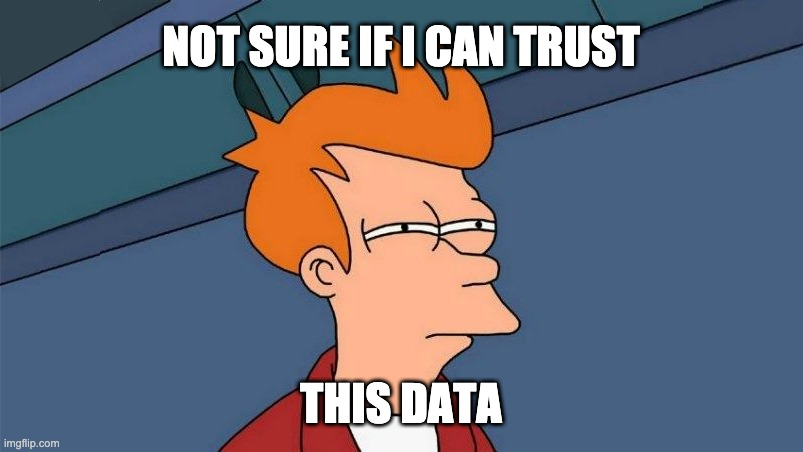 NOT SURE IF I CAN TRUST
THIS DATA
imgflip.com